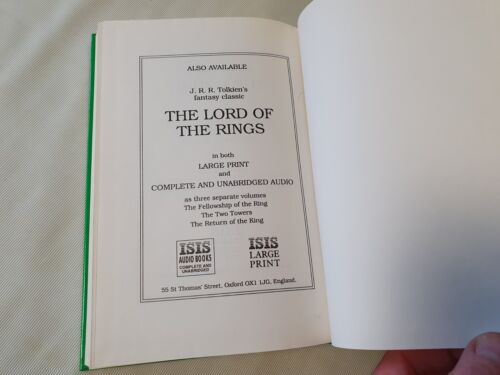 ALSO AVAILABLE
J. R. R. Tolkien's
fantasy classic
THE LORD OF
THE RINGS
in both
LARGE PRINT
and
COMPLETE AND UNABRIDGED AUDIO
as three separate volumes
The Fellowship of the Ring
The Two Towers
The Return of the King
ISIS
AUDIO BOOKS
COMPLETE AND
UNABRIDGED
ISIS
LARGE
PRINT
55 St Thomas' Street, Oxford OX1 1JG, England.